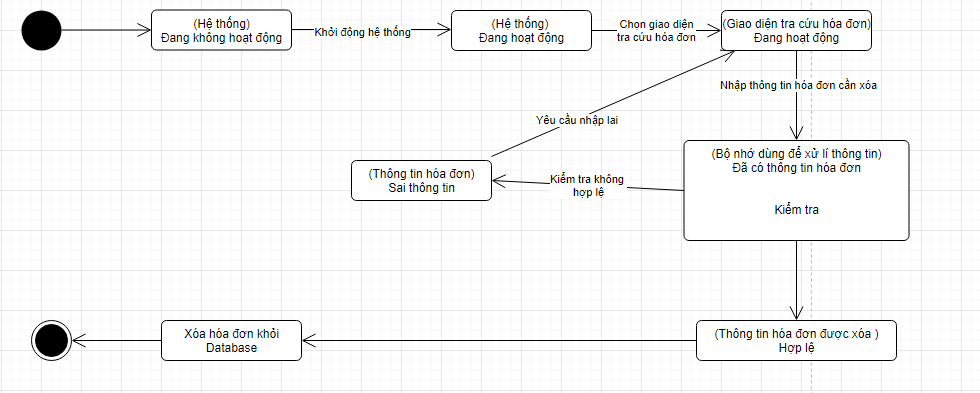 (Hệ thống)
Đang không hoạt động
Khởi động hệ thống
(Hệ thống)
Đang hoạt động
Chọn giao diện
tra cứu hóa đơn
(Giao diện tra cứu hóa đơn)
Đang hoạt động
Nhập thông tin hóa đơn cần xóa
Yêu cầu nhập lai
(Bộ nhớ dùng để xử lí thông tin)
Đã có thông tin hóa đơn
Kiểm tra
Kiểm tra không
hợp lệ
(Thông tin hóa đơn)
Sai thông tin
(Thông tin hóa đơn được xóa )
Hợp lệ
Xóa hóa đơn khỏi
Database